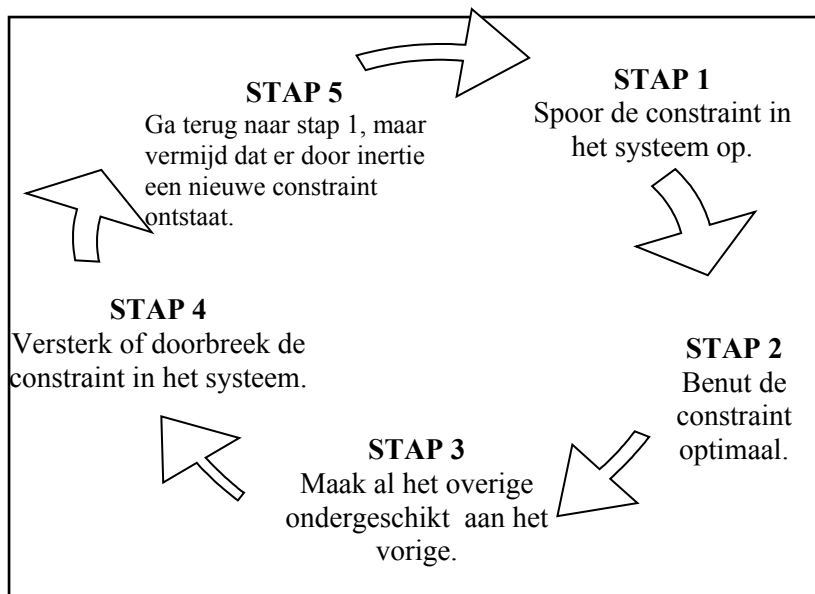 STAP 1
Spoor de constraint in
het systeem op.
STAP 2
Benut de
constraint
optimaal.
STAP 3
Maak al het overige
ondergeschikt aan het
vorige.
STAP 4
Versterk of doorbreek de
constraint in het systeem.
STAP 5
Ga terug naar stap 1, maar
vermijd dat er door inertie
een nieuwe constraint
ontstaat.